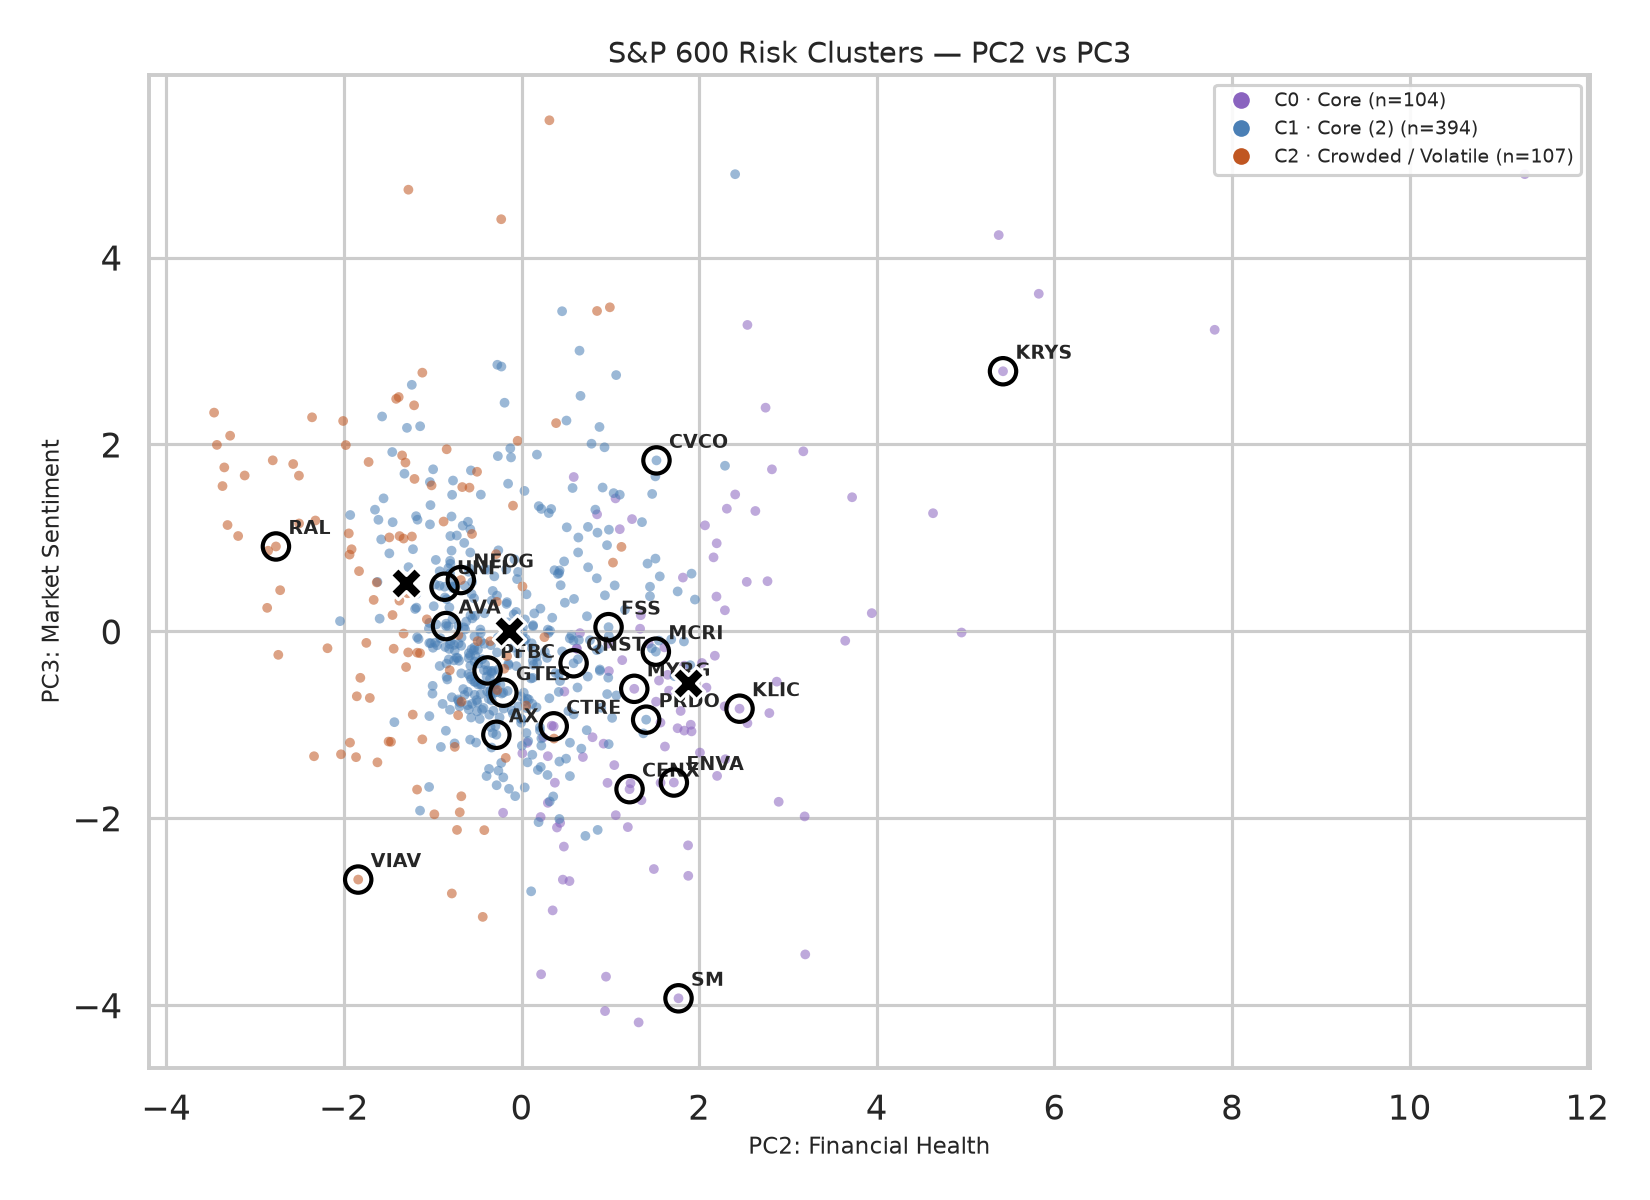 S&P 600 Risk Clusters — PC2 vs PC3
C0 · Core (n=104)
C1 · Core (2) (n=394)
C2 · Crowded / Volatile (n=107)
PC3: Market Sentiment
4
2
0
−2
−4
KRYS
CVCO
RAL
NEOG
UNFI
AVA
FSS
MCRI
QNST
PFBC
GTES
MYRG
KLIC
PRDO
CTRE
AX
ENVA
CENX
VIAV
SM
−4
−2
0
2
4
6
8
10
12
PC2: Financial Health